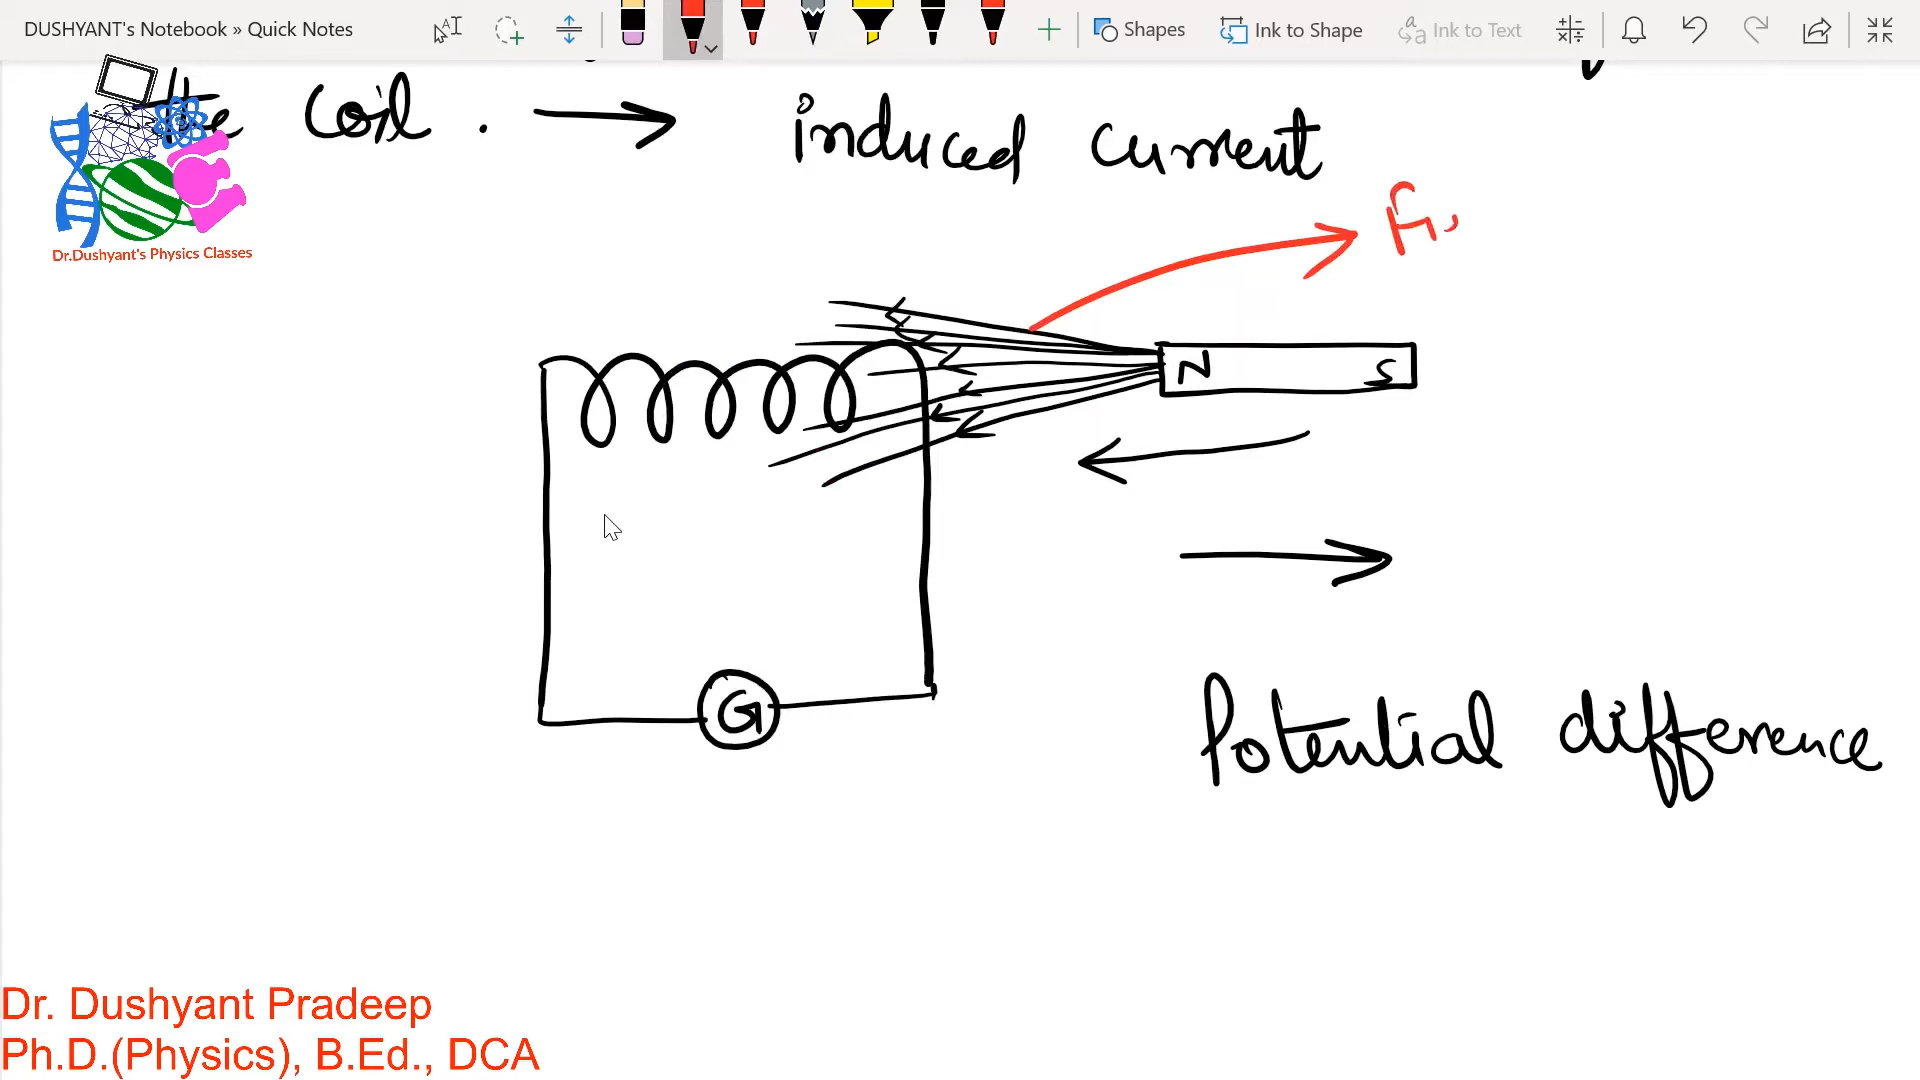 DUSHYANT's Notebook » Quick Notes
Shapes
Ink to Shape
Ink to Text
the coil. → induced current
Dr.Dushyant's Physics Classes
N S
G
Potential difference
Dr. Dushyant Pradeep
Ph.D.(Physics), B.Ed., DCA